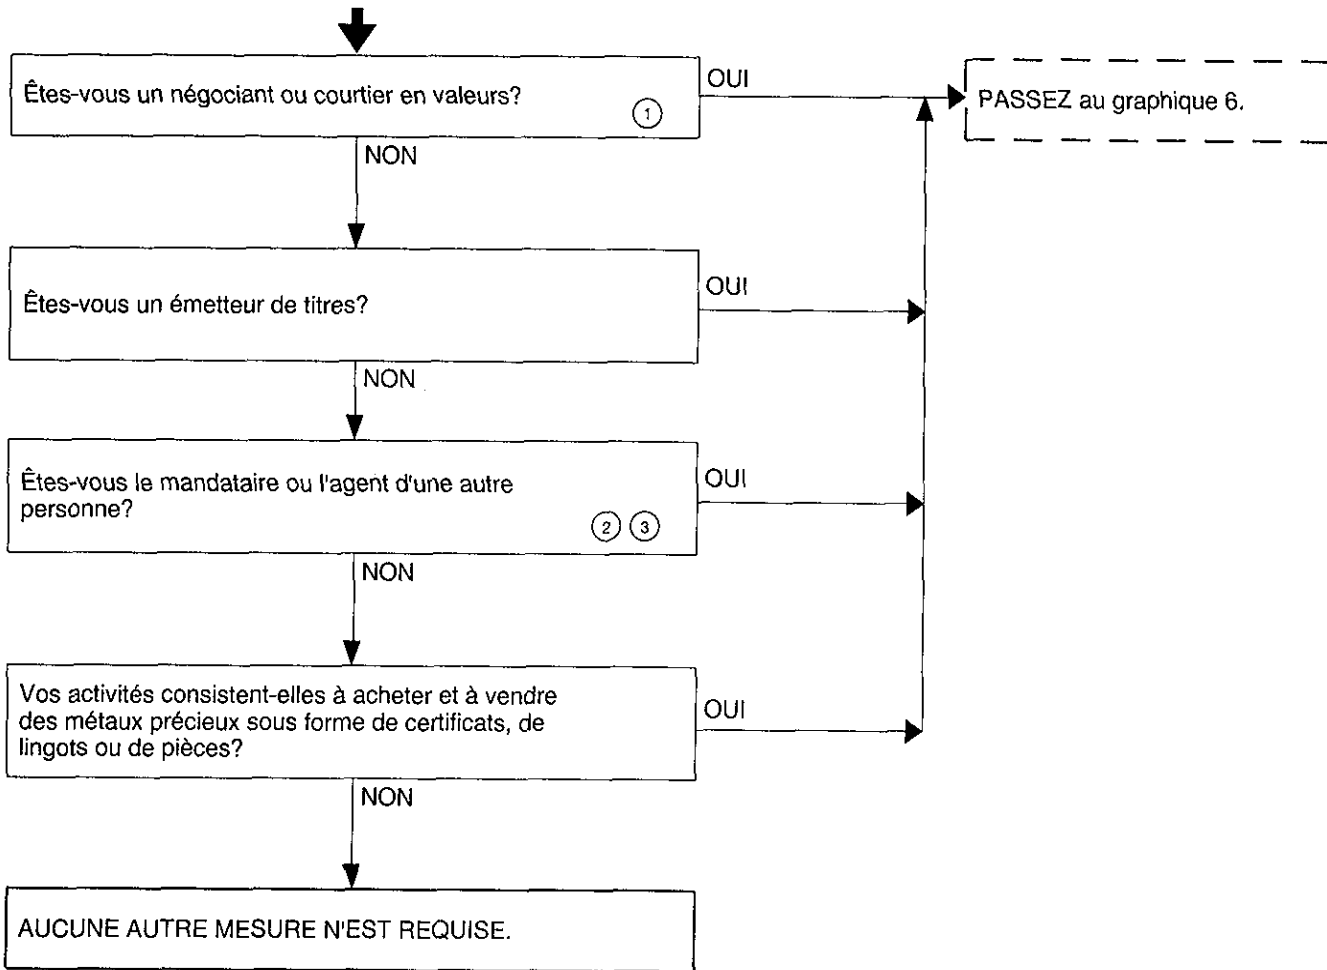 Êtes-vous un négociant ou courtier en valeurs?
1
OUI
PASSEZ au graphique 6.
NON
Êtes-vous un émetteur de titres?
OUI
NON
Êtes-vous le mandataire ou l'agent d'une autre
personne?
2 3
OUI
NON
Vos activités consistent-elles à acheter et à vendre
des métaux précieux sous forme de certificats, de
lingots ou de pièces?
OUI
NON
AUCUNE AUTRE MESURE N'EST REQUISE.